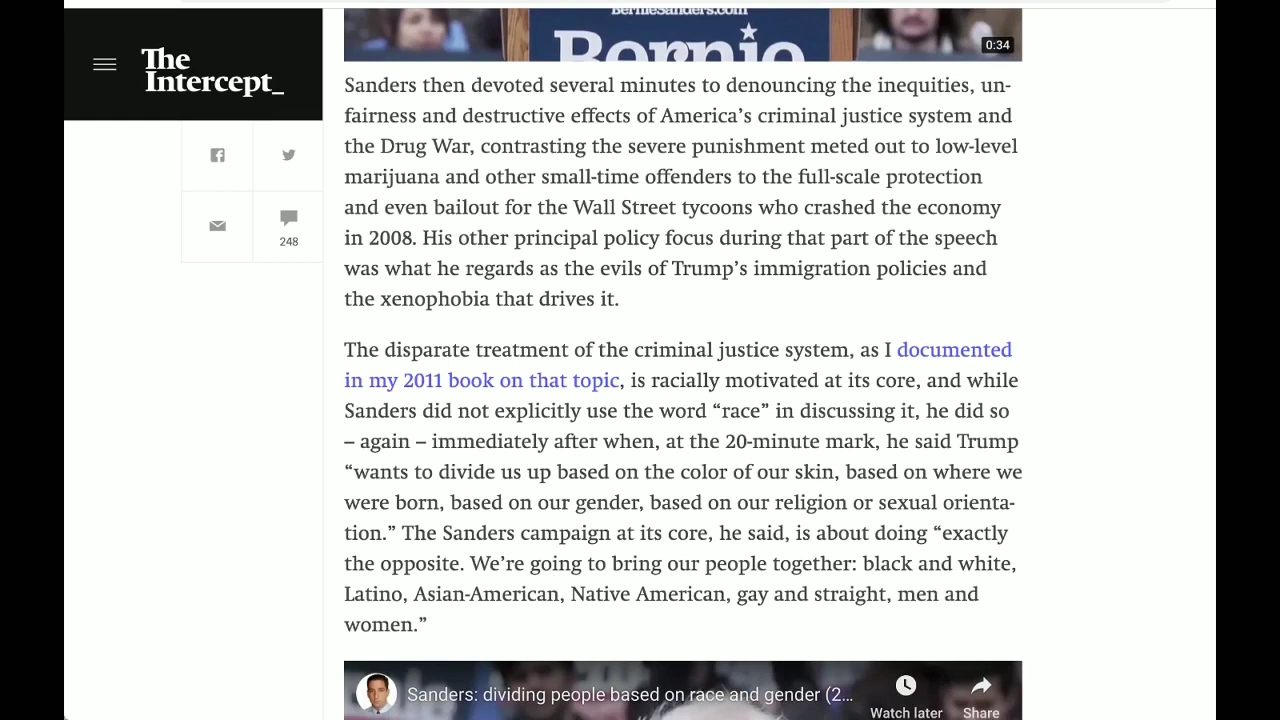 BernieSanders.com
Bernie
0:34
The
Intercept_
248
Sanders then devoted several minutes to denouncing the inequities, un-
fairness and destructive effects of America’s criminal justice system and
the Drug War, contrasting the severe punishment meted out to low-level
marijuana and other small-time offenders to the full-scale protection
and even bailout for the Wall Street tycoons who crashed the economy
in 2008. His other principal policy focus during that part of the speech
was what he regards as the evils of Trump’s immigration policies and
the xenophobia that drives it.
The disparate treatment of the criminal justice system, as I documented
in my 2011 book on that topic, is racially motivated at its core, and while
Sanders did not explicitly use the word “race” in discussing it, he did so
– again – immediately after when, at the 20-minute mark, he said Trump
“wants to divide us up based on the color of our skin, based on where we
were born, based on our gender, based on our religion or sexual orienta-
tion.” The Sanders campaign at its core, he said, is about doing “exactly
the opposite. We’re going to bring our people together: black and white,
Latino, Asian-American, Native American, gay and straight, men and
women.”
Sanders: dividing people based on race and gender (2...
Watch later
Share